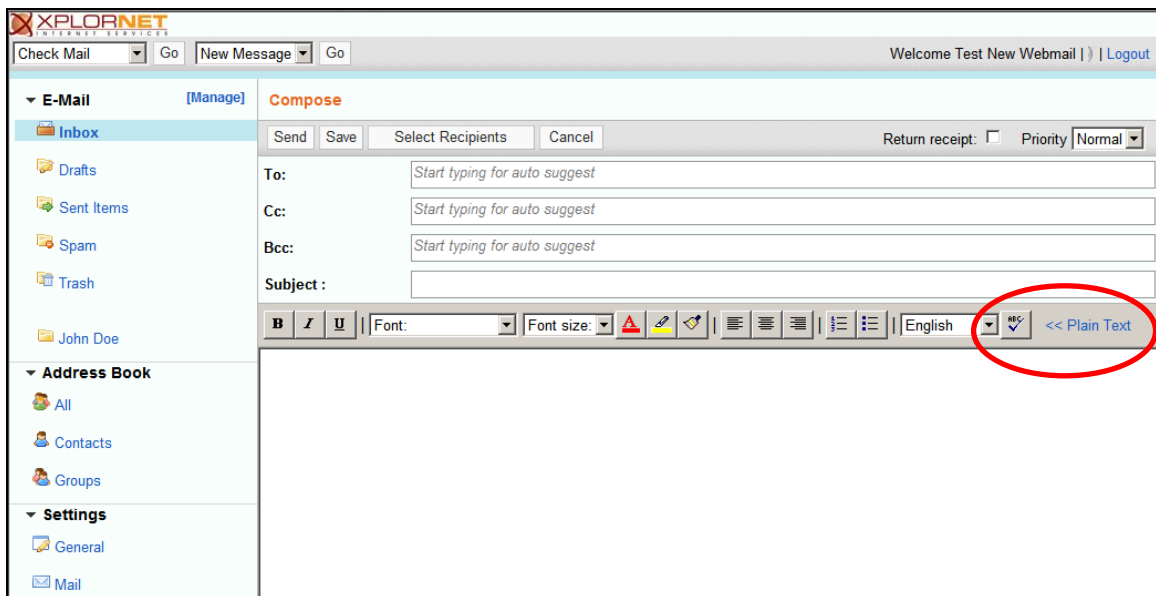 XPLORNET
INTERNET SERVICES
Check Mail Go New Message Go Welcome Test New Webmail | | Logout
E-Mail [Manage]
Inbox
Drafts
Sent Items
Spam
Trash
John Doe
Address Book
All
Contacts
Groups
Settings
General
Mail
Compose
Send Save Select Recipients Cancel Return receipt: Priority Normal
To: Start typing for auto suggest
Cc: Start typing for auto suggest
Bcc: Start typing for auto suggest
Subject :
B I U | Font: Font size: A | | | English ABC << Plain Text